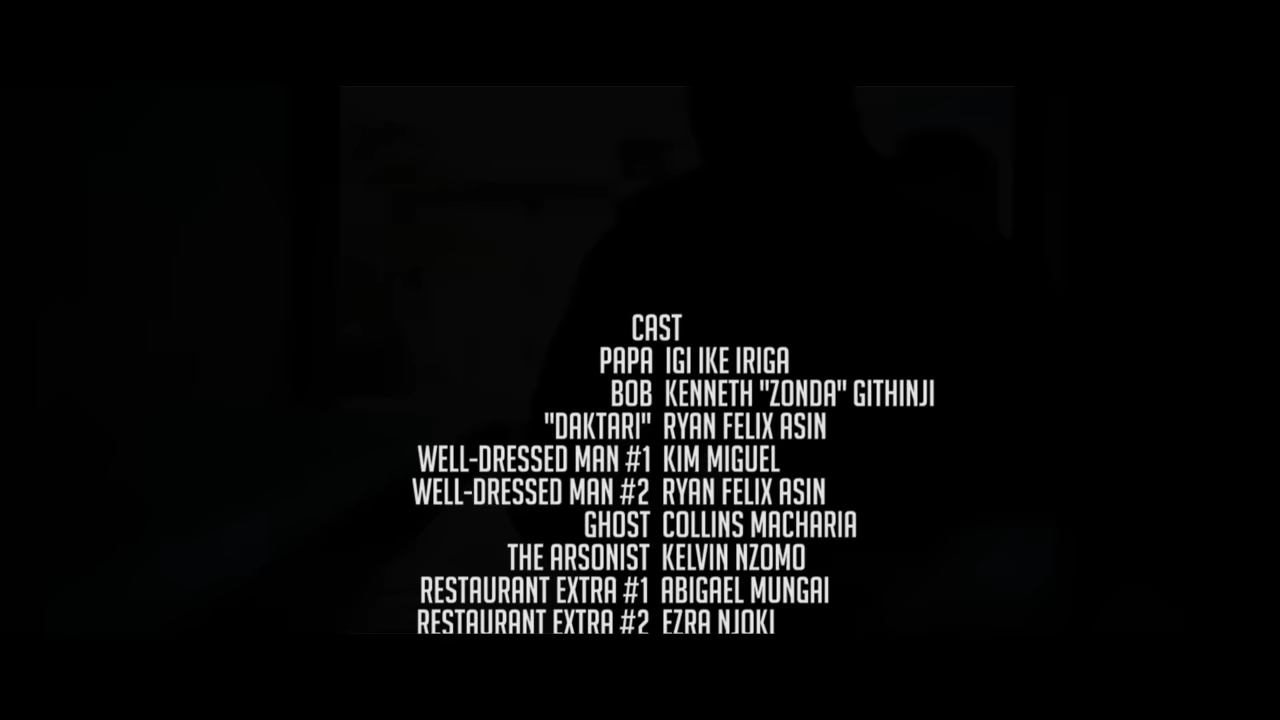 CAST
PAPA IGI IKE IRIGA
BOB KENNETH "ZONDA" GITHINJI
"DAKTARI" RYAN FELIX ASIN
WELL-DRESSED MAN #1 KIM MIGUEL
WELL-DRESSED MAN #2 RYAN FELIX ASIN
GHOST COLLINS MACHARIA
THE ARSONIST KELVIN NZOMO
RESTAURANT EXTRA #1 ABIGAEL MUNGAI
RESTAURANT EXTRA #2 EZRA NJOKI